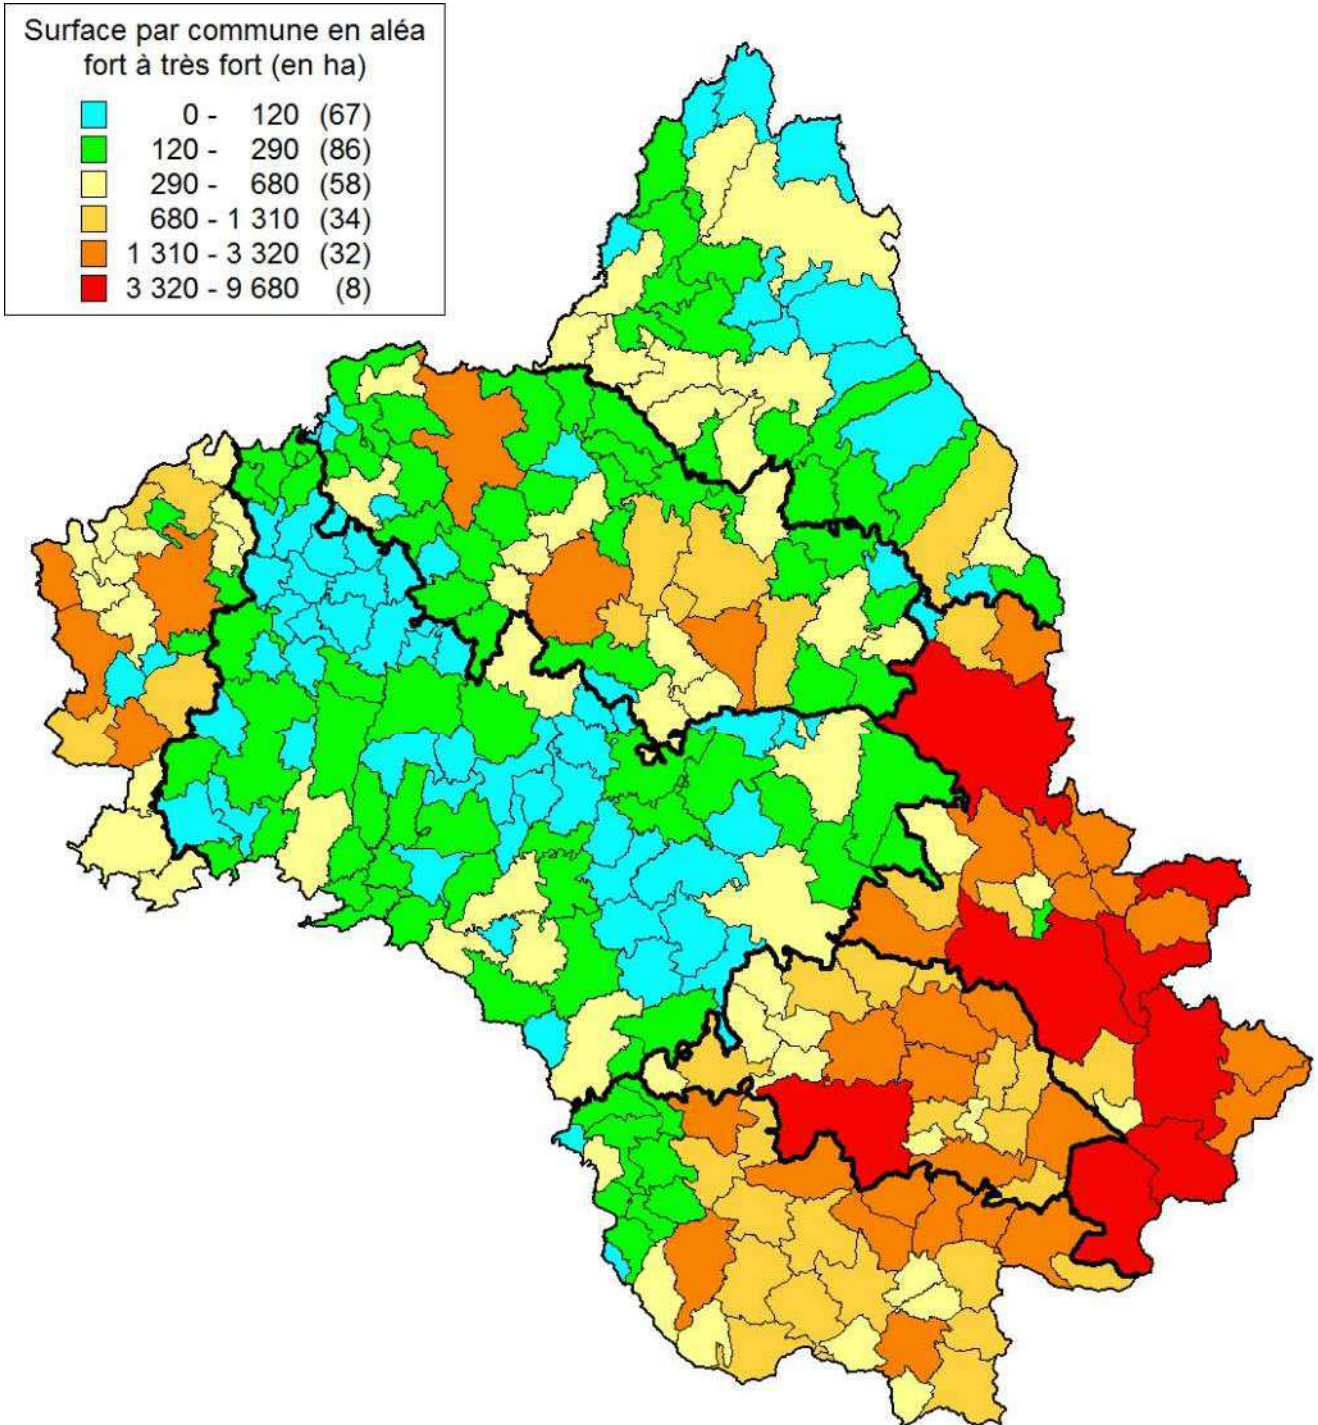 Surface par commune en aléa
fort à très fort (en ha)
0 - 120 (67)
120 - 290 (86)
290 - 680 (58)
680 - 1 310 (34)
1 310 - 3 320 (32)
3 320 - 9 680 (8)